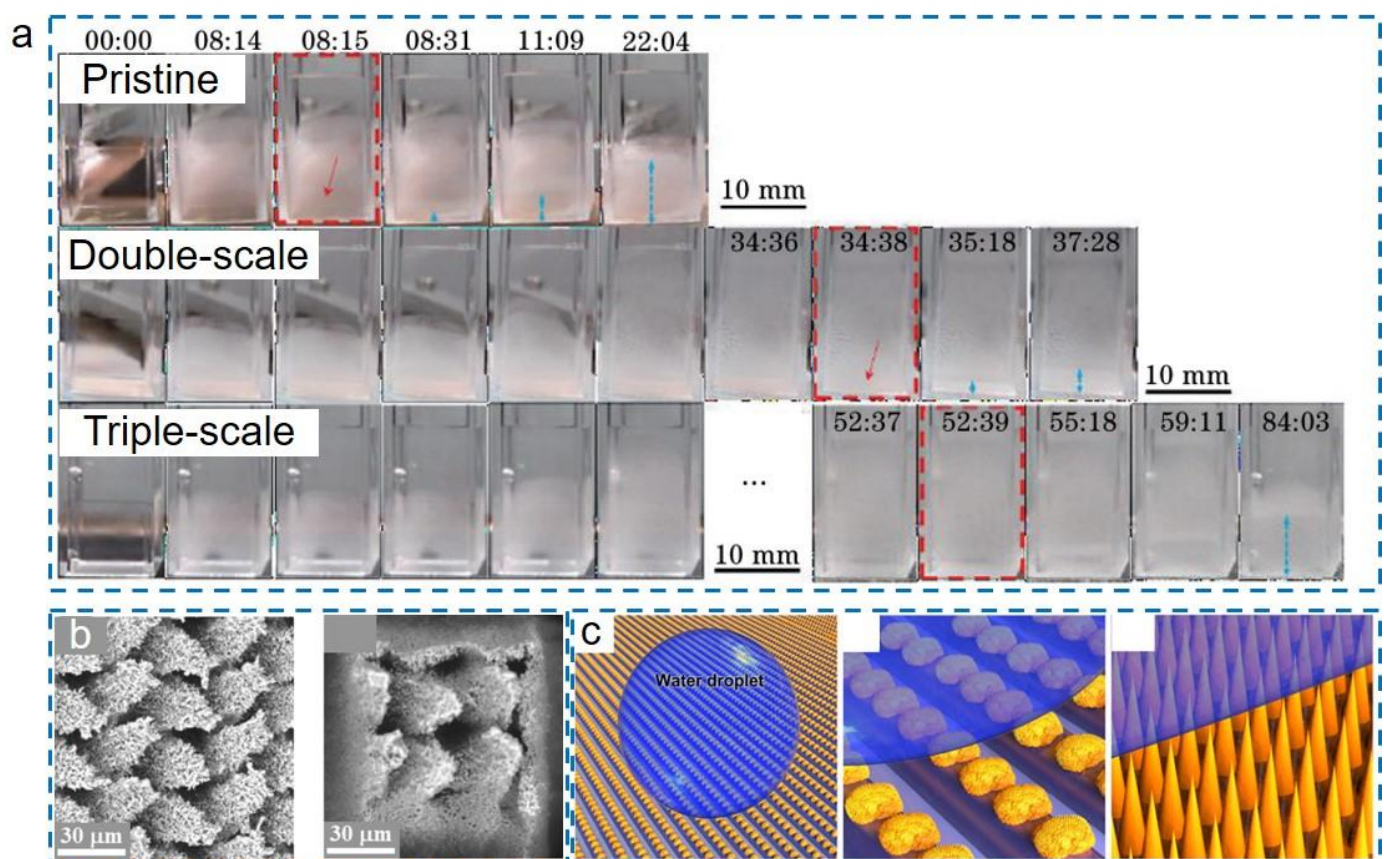 a
00:00 08:14 08:15 08:31 11:09 22:04
Pristine
10 mm
Double-scale
34:36 34:38 35:18 37:28
10 mm
Triple-scale
52:37 52:39 55:18 59:11 84:03
...
10 mm
b
30 μm
30 μm
c
Water droplet